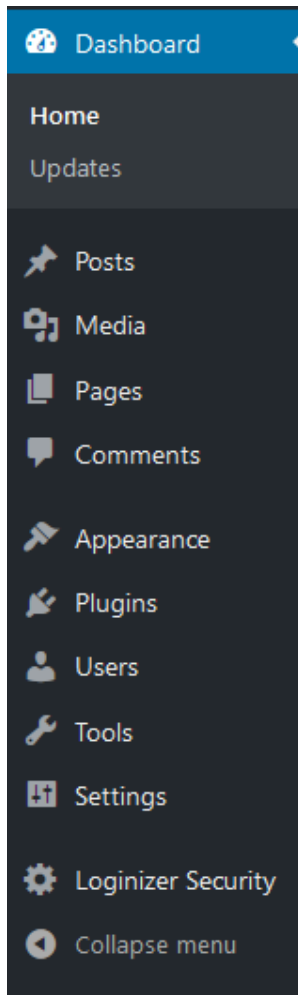 Dashboard
Home
Updates
Posts
Media
Pages
Comments
Appearance
Plugins
Users
Tools
Settings
Loginizer Security
Collapse menu